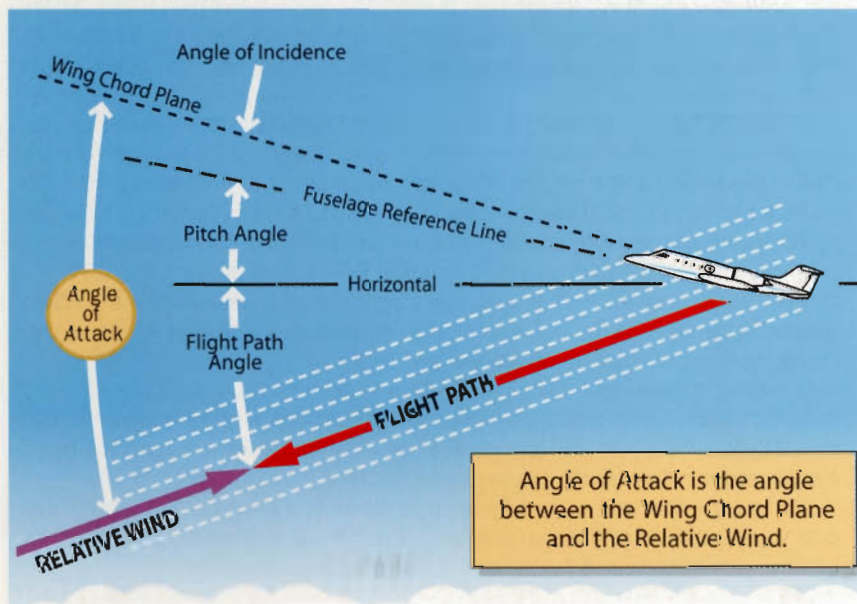 Angle of Incidence
Wing Chord Plane
Fuselage Reference Line
Pitch Angle
Horizontal
Angle
of
Attack
Flight Path
Angle
FLIGHT PATH
RELATIVE WIND
Angle of Attack is the angle
between the Wing Chord Plane
and the Relative Wind.